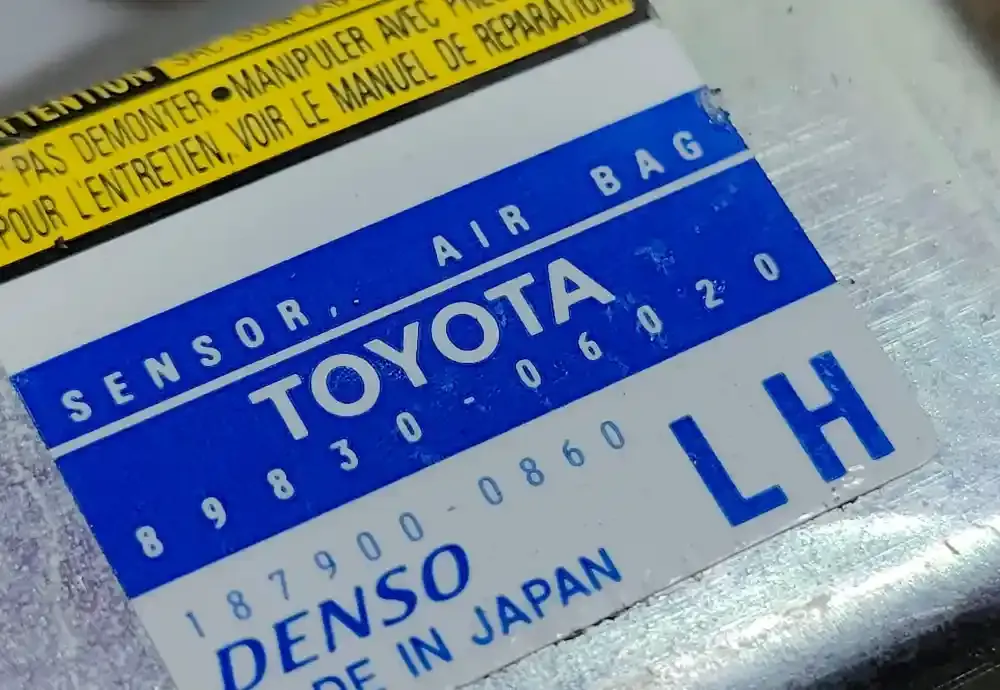 ATTENTION
PAS DEMONTER. • MANIPULER AVEC
POUR L'ENTRETIEN, VOIR LE MANUEL DE REPARATION.
SENSOR, AIR BAG
TOYOTA
89830-06020
187900-0860
LH
DENSO
IN JAPAN